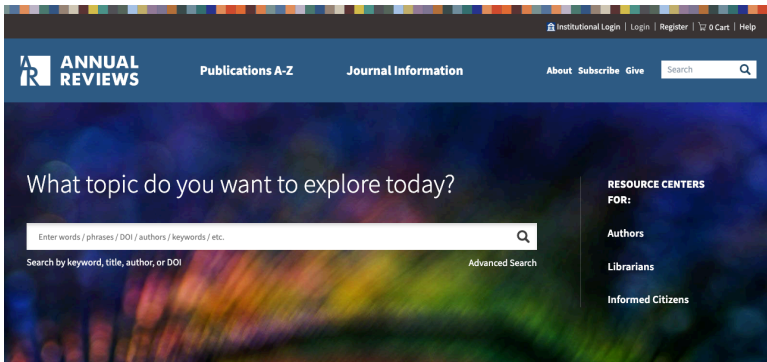 Institutional Login | Login | Register | 0 Cart | Help
AR ANNUAL
REVIEWS
Publications A-Z
Journal Information
About Subscribe Give
Search
What topic do you want to explore today?
Enter words / phrases / DOI / authors / keywords / etc.
Search by keyword, title, author, or DOI
Advanced Search
RESOURCE CENTERS
FOR:
Authors
Librarians
Informed Citizens